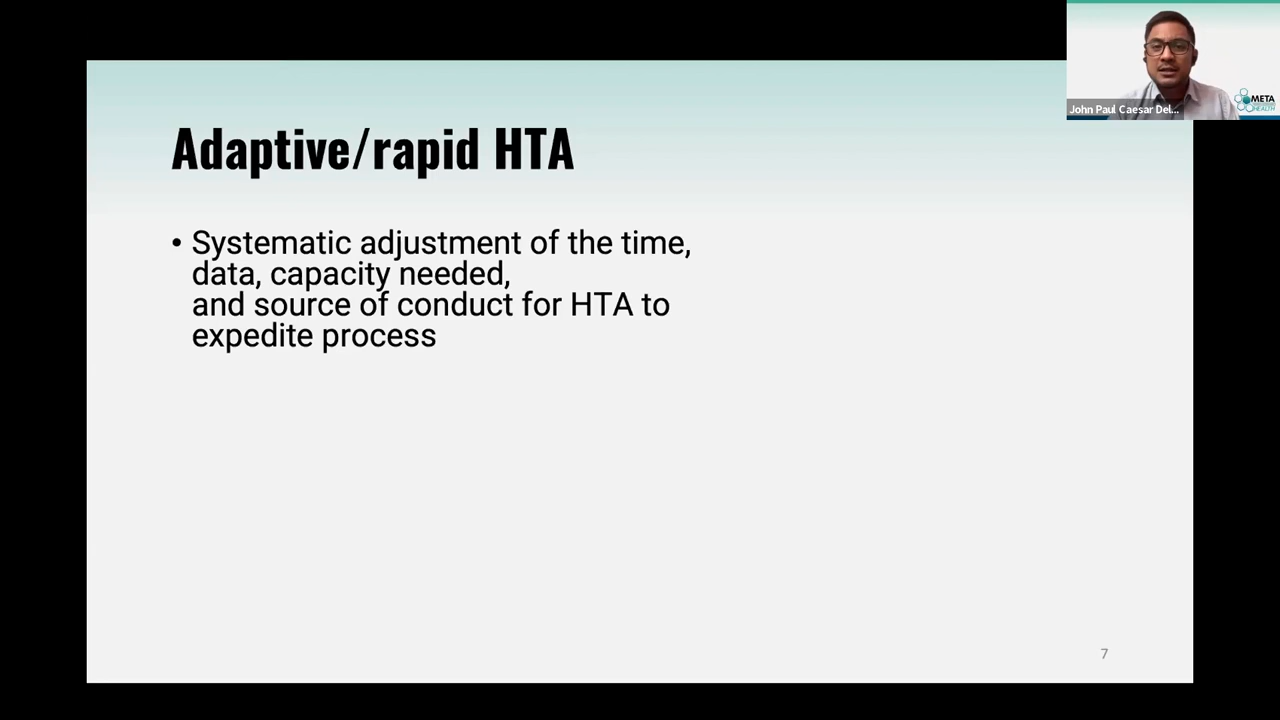 META
HEALTH
John Paul Caesar Del...
Adaptive/rapid HTA
• Systematic adjustment of the time,
data, capacity needed,
and source of conduct for HTA to
expedite process
7